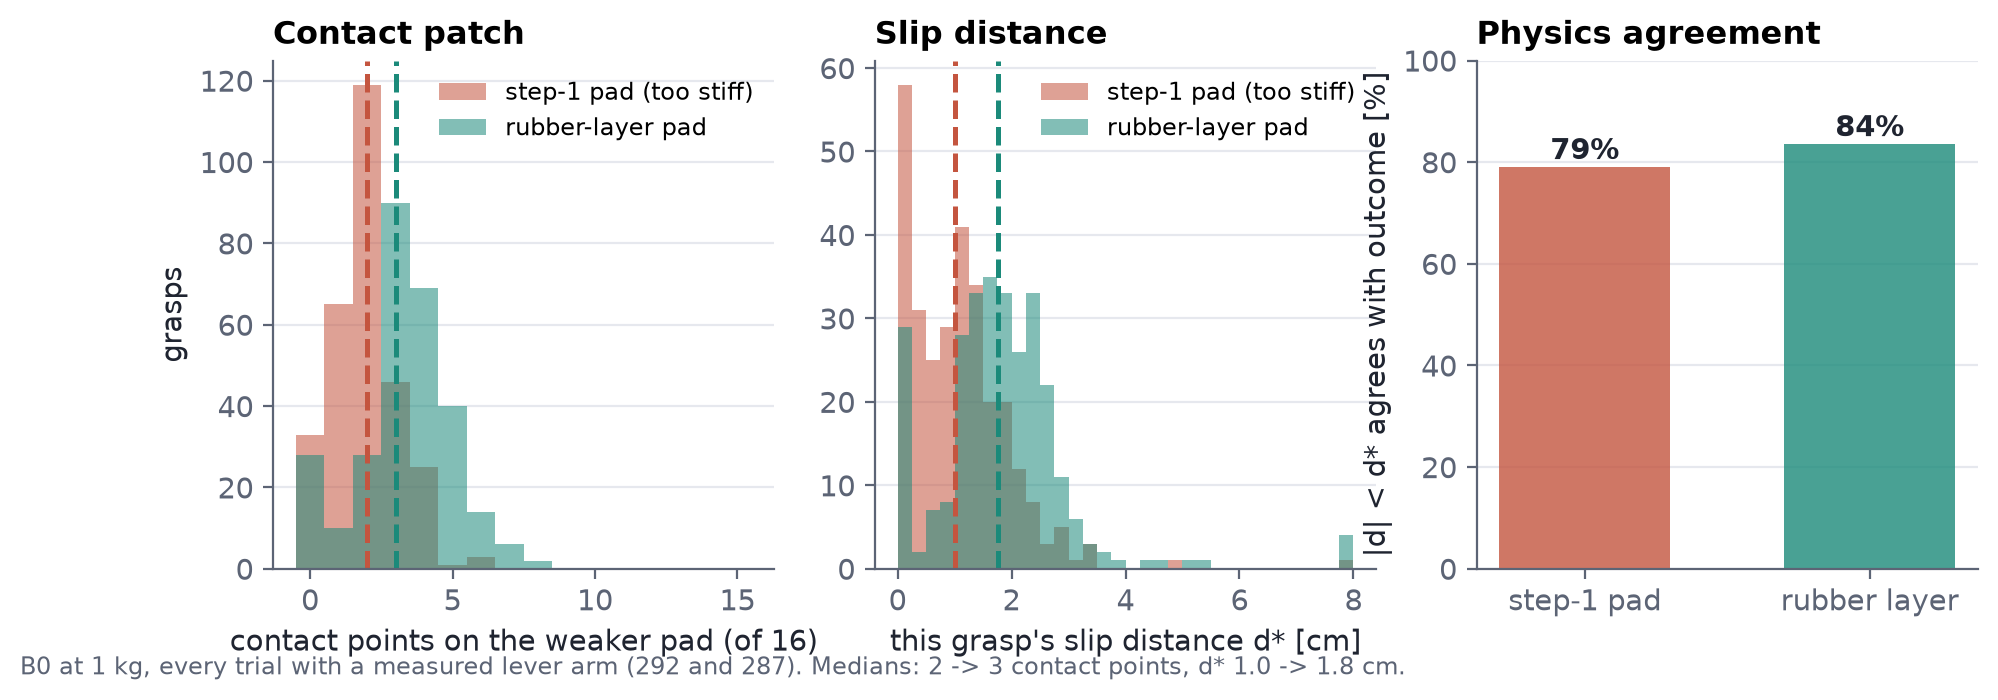 Contact patch
120
100
80
60
40
20
0
grasps
step-1 pad (too stiff)
rubber-layer pad
0 5 10 15
contact points on the weaker pad (of 16)
Slip distance
60
50
40
30
20
10
0
step-1 pad (too stiff)
rubber-layer pad
0 2 4 6 8
this grasp's slip distance d* [cm]
Physics agreement
100
80
60
40
20
0
|d| < d* agrees with outcome [%]
79%
84%
step-1 pad
rubber layer
B0 at 1 kg, every trial with a measured lever arm (292 and 287). Medians: 2 -> 3 contact points, d* 1.0 -> 1.8 cm.